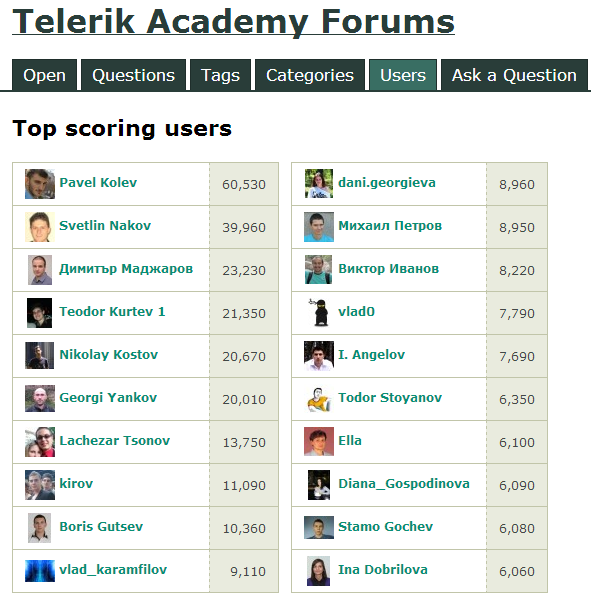 Telerik Academy Forums
Open Questions Tags Categories Users Ask a Question
Top scoring users
Pavel Kolev 60,530
Svetlin Nakov 39,960
Димитър Маджаров 23,230
Teodor Kurtev 1 21,350
Nikolay Kostov 20,670
Georgi Yankov 20,010
Lachezar Tsonov 13,750
kirov 11,090
Boris Gutsev 10,360
vlad_karamfilov 9,110
dani.georgieva 8,960
Михаил Петров 8,950
Виктор Иванов 8,220
vlad0 7,790
I. Angelov 7,690
Todor Stoyanov 6,350
Ella 6,100
Diana_Gospodinova 6,090
Stamo Gochev 6,080
Ina Dobrilova 6,060